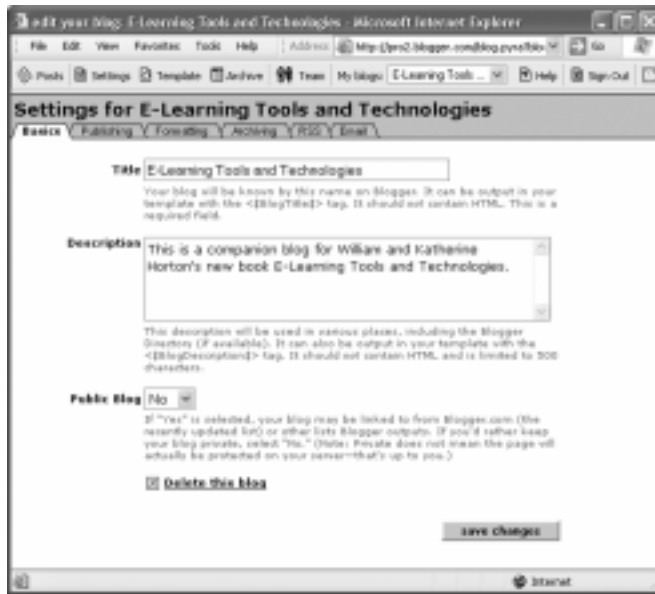 edit your blog: E-Learning Tools and Technologies - Microsoft Internet Explorer
File Edit View Favorites Tools Help Address Go
Posts Settings Template Archive Team My blogs: E-Learning Tools ... Help Sign Out
Settings for E-Learning Tools and Technologies
Basics Publishing Formatting Archiving RSS Email
Title E-Learning Tools and Technologies
Your blog will be known by this name on Blogger. It can be output in your
template with the <$BlogTitle$> tag. It should not contain HTML. This is a
required field.
Description This is a companion blog for William and Katherine
Horton's new book E-Learning Tools and Technologies.
This description will be used in various places, including the Blogger
Directory (if available). It can also be output in your template with the
<$BlogDescription$> tag. It should not contain HTML and is limited to 500
characters.
Public Blog No
If "Yes" is selected, your blog may be linked to from Blogger.com (the
recently updated list) or other lists Blogger outputs. If you'd rather keep
your blog private, select "No." (Note: Private does not mean the page will
actually be protected on your server—that's up to you.)
Delete this blog
save changes
Internet